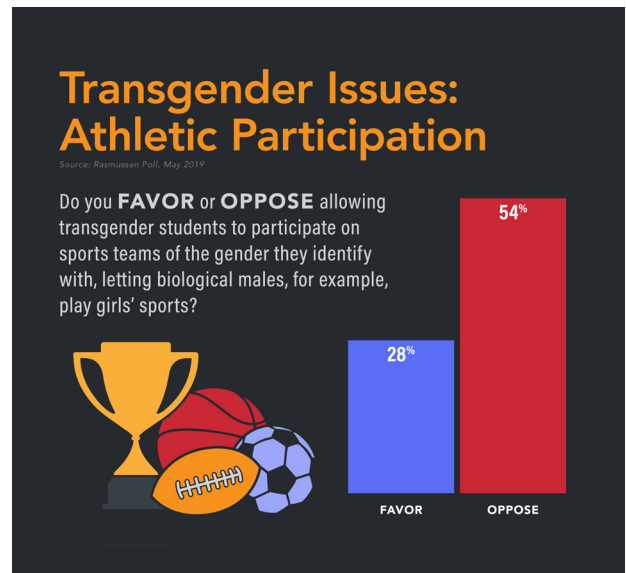 Transgender Issues:
Athletic Participation
Source: Rasmussen Poll, May 2019
Do you FAVOR or OPPOSE allowing
transgender students to participate on
sports teams of the gender they identify
with, letting biological males, for example,
play girls' sports?
54%
28%
FAVOR
OPPOSE